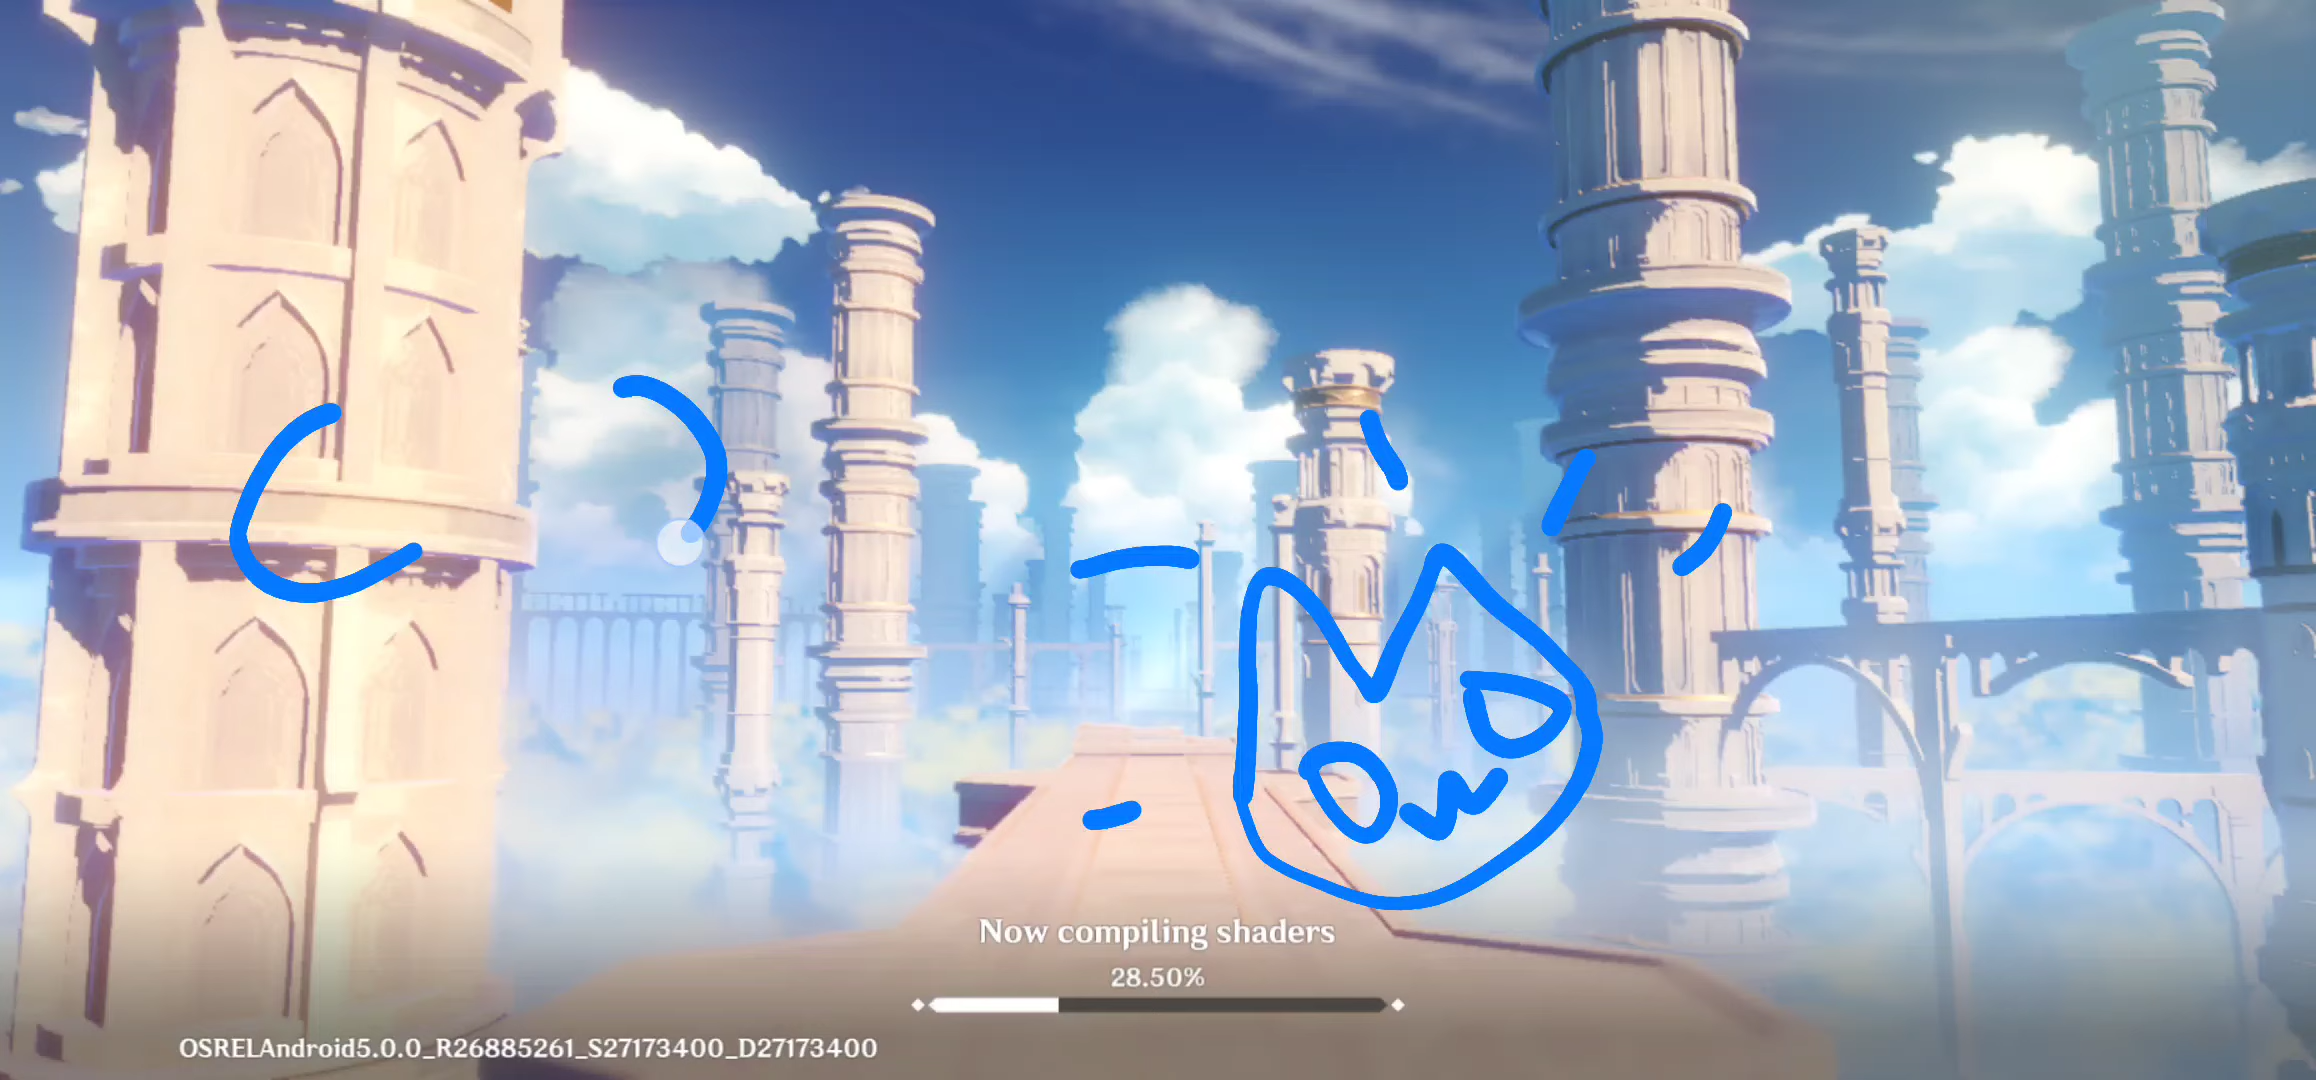 Now compiling shaders
28.50%
OSRELAndroid5.0.0_R26885261_S27173400_D27173400